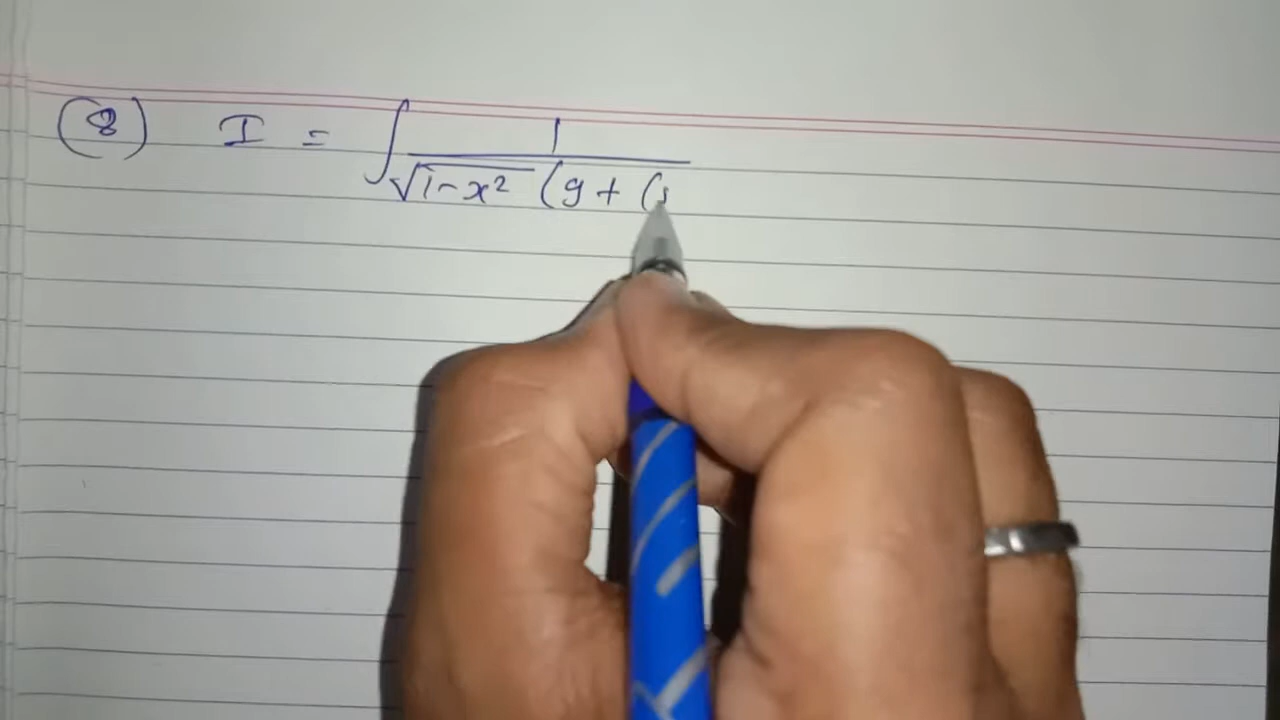 (8) I = ∫ 1 / √1-x² (9 + (s